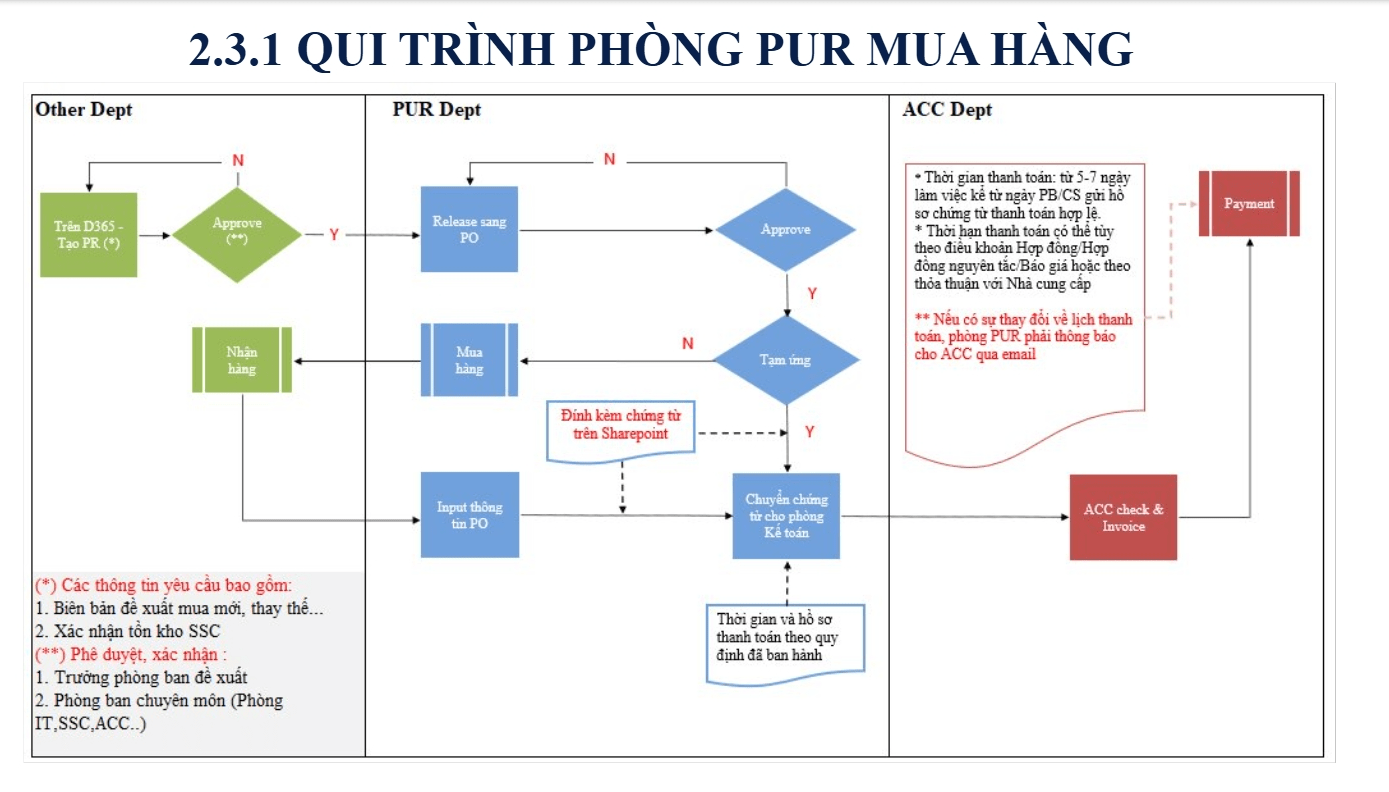 2.3.1 QUI TRÌNH PHÒNG PUR MUA HÀNG
Other Dept
PUR Dept
ACC Dept
N
Trên D365 -
Tạo PR (*)
Approve
(**)
Y
N
Release sang
PO
Approve
Y
* Thời gian thanh toán: từ 5-7 ngày
làm việc kể từ ngày PB/CS gửi hồ
sơ chứng từ thanh toán hợp lệ.
* Thời hạn thanh toán có thể tùy
theo điều khoản Hợp đồng/Hợp
đồng nguyên tắc/Báo giá hoặc theo
thỏa thuận với Nhà cung cấp
** Nếu có sự thay đổi về lịch thanh
toán, phòng PUR phải thông báo
cho ACC qua email
Payment
Nhận
hàng
Mua
hàng
N
Tạm ứng
Đính kèm chứng từ
trên Sharepoint
Y
Input thông
tin PO
Chuyển chứng
từ cho phòng
Kế toán
ACC check &
Invoice
(*) Các thông tin yêu cầu bao gồm:
1. Biên bản đề xuất mua mới, thay thế...
2. Xác nhận tồn kho SSC
(**) Phê duyệt, xác nhận :
1. Trưởng phòng ban đề xuất
2. Phòng ban chuyên môn (Phòng
IT,SSC,ACC..)
Thời gian và hồ sơ
thanh toán theo quy
định đã ban hành